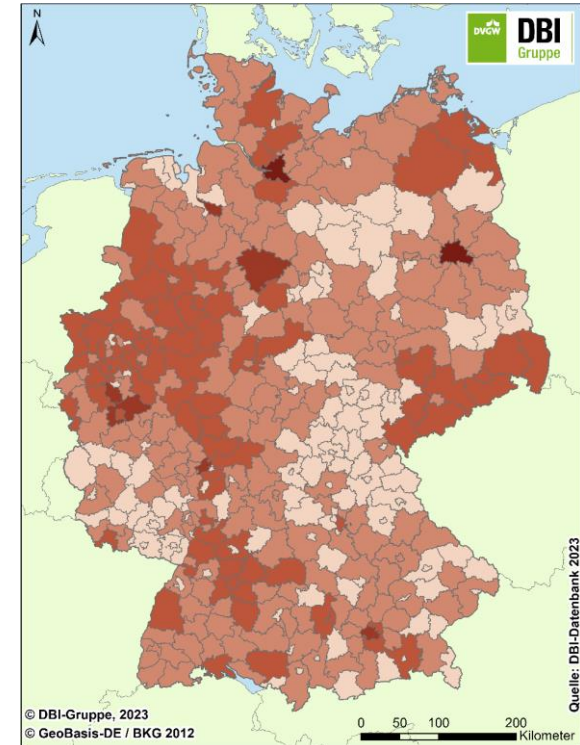 N
DVGW
DBI
Gruppe
Quelle: DBI-Datenbank 2023
© DBI-Gruppe, 2023
© GeoBasis-DE / BKG 2012
0 50 100 200
Kilometer